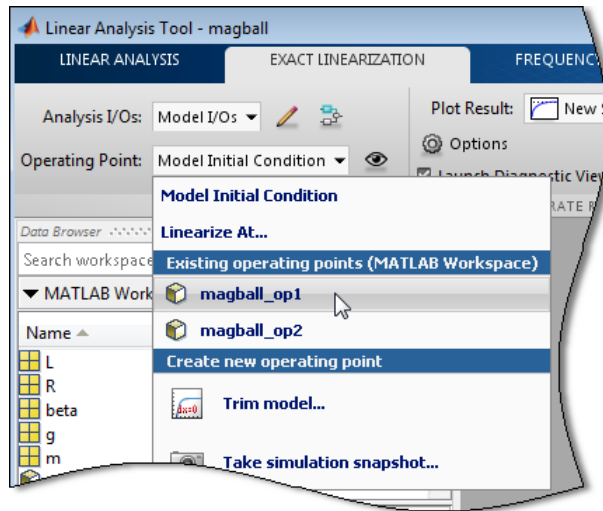 Linear Analysis Tool - magball
LINEAR ANALYSIS EXACT LINEARIZATION
Analysis I/Os: Model I/Os Plot Result: New
Operating Point: Model Initial Condition Options
Launch Diagnostic
Model Initial Condition
Data Browser Linearize At...
Search workspace Existing operating points (MATLAB Workspace)
MATLAB magball_op1
Name magball_op2
L Create new operating point
R
beta Trim model...
g
m Take simulation snapshot...